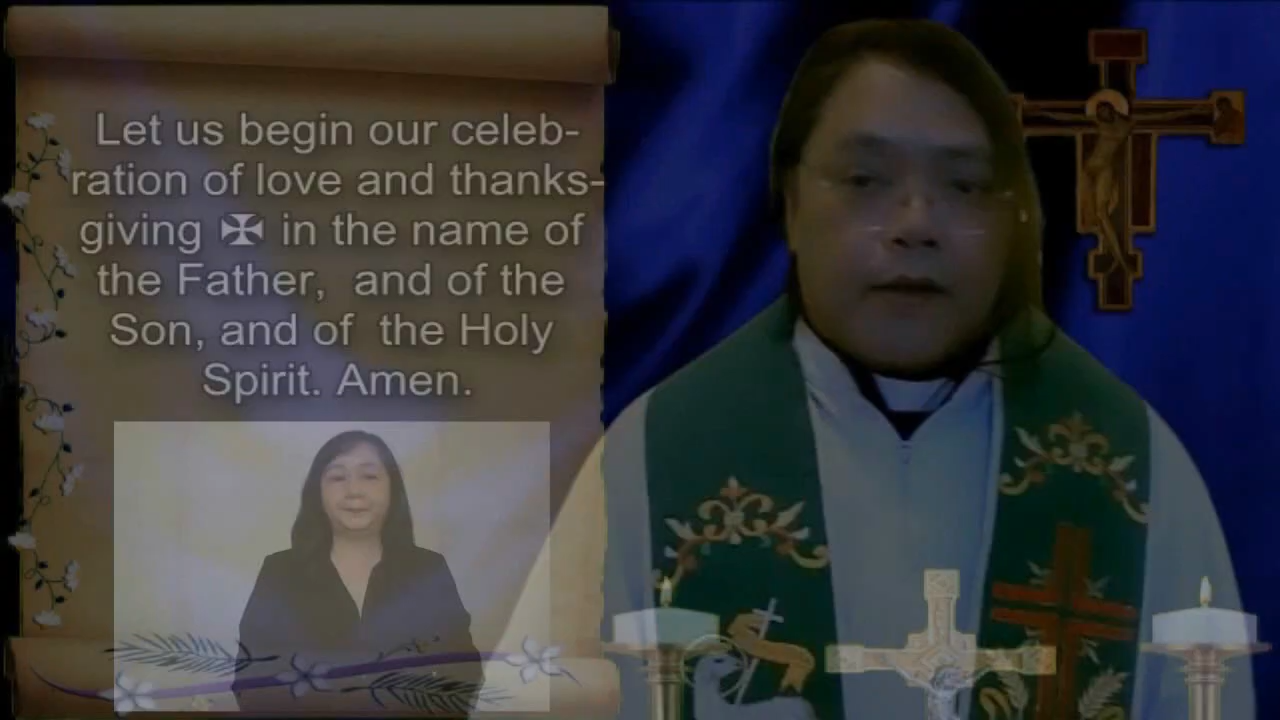 Let us begin our celeb-
ration of love and thanks-
giving ✠ in the name of
the Father, and of the
Son, and of the Holy
Spirit. Amen.